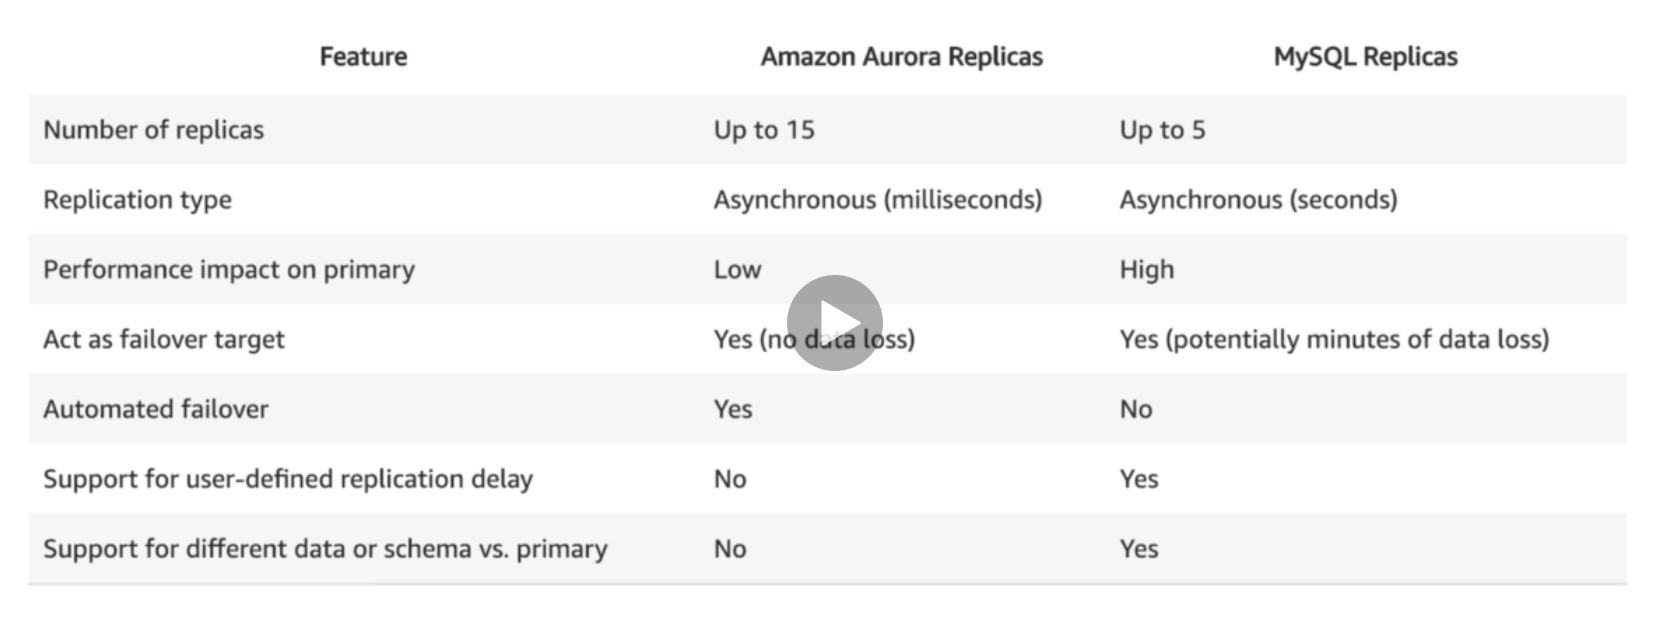 Feature Amazon Aurora Replicas MySQL Replicas
Number of replicas Up to 15 Up to 5
Replication type Asynchronous (milliseconds) Asynchronous (seconds)
Performance impact on primary Low High
Act as failover target Yes (no data loss) Yes (potentially minutes of data loss)
Automated failover Yes No
Support for user-defined replication delay No Yes
Support for different data or schema vs. primary No Yes